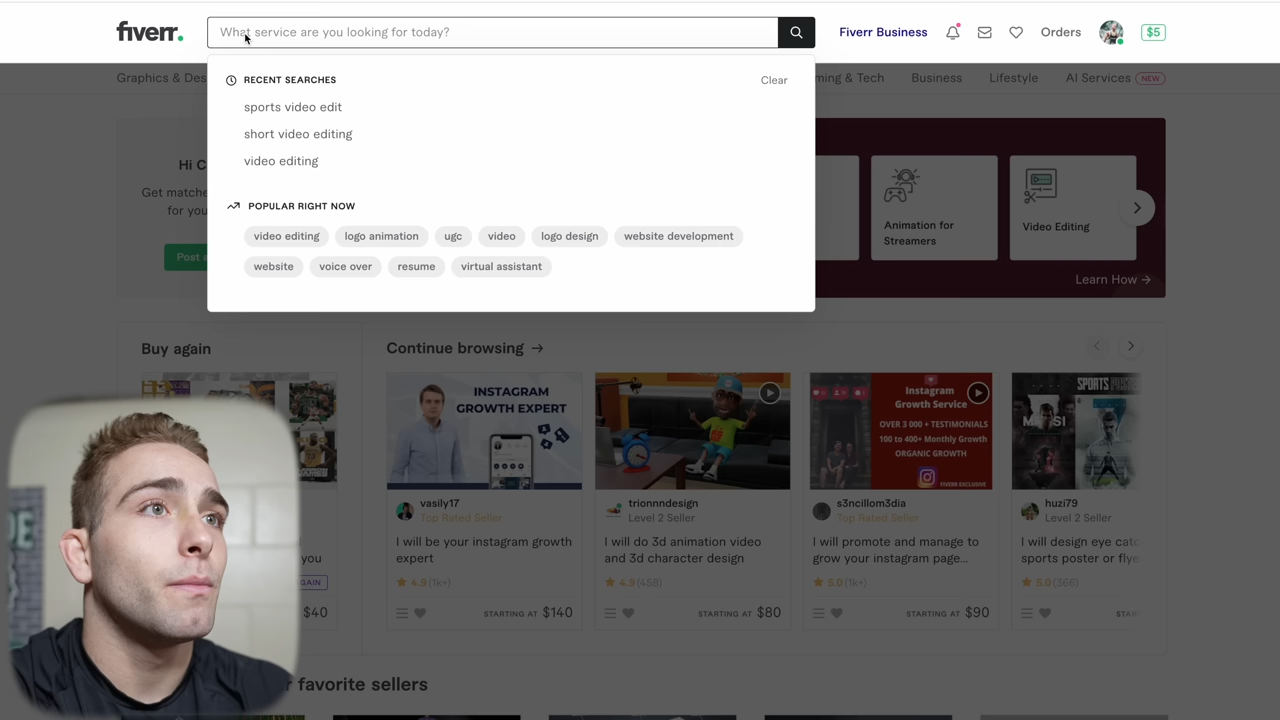 fiverr.
What service are you looking for today?
Fiverr Business
Orders
$5
Graphics & Des
ming & Tech
Business
Lifestyle
AI Services NEW
RECENT SEARCHES
Clear
sports video edit
short video editing
video editing
POPULAR RIGHT NOW
video editing
logo animation
ugc
video
logo design
website development
website
voice over
resume
virtual assistant
Hi C
Get matche
for you
Post a
Animation for
Streamers
Video Editing
Learn How →
Buy again
Continue browsing →
INSTAGRAM
GROWTH EXPERT
Instagram
Growth Service
OVER 3 000 + TESTIMONIALS
100 to 400+ Monthly Growth
ORGANIC GROWTH
FIVERR EXCLUSIVE
SPORTS
vasily17
Top Rated Seller
I will be your instagram growth
expert
4.9 (1k+)
STARTING AT $140
trionnndesign
Level 2 Seller
I will do 3d animation video
and 3d character design
4.9 (458)
STARTING AT $80
s3ncillom3dia
Top Rated Seller
I will promote and manage to
grow your instagram page...
5.0 (1k+)
STARTING AT $90
huzi79
Level 2 Seller
I will design eye catc
sports poster or flye
5.0 (366)
STAR
you
AGAIN
$40
r favorite sellers